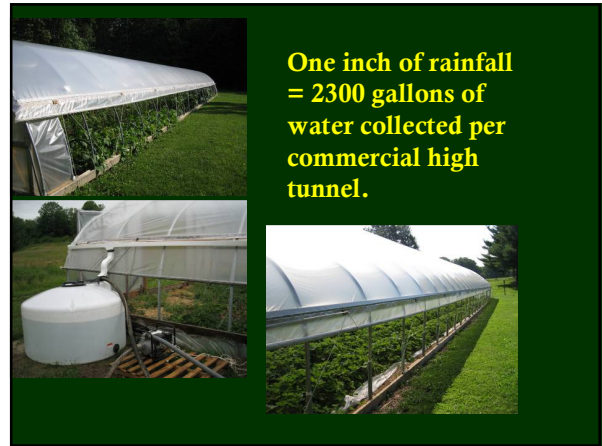 One inch of rainfall
= 2300 gallons of
water collected per
commercial high
tunnel.